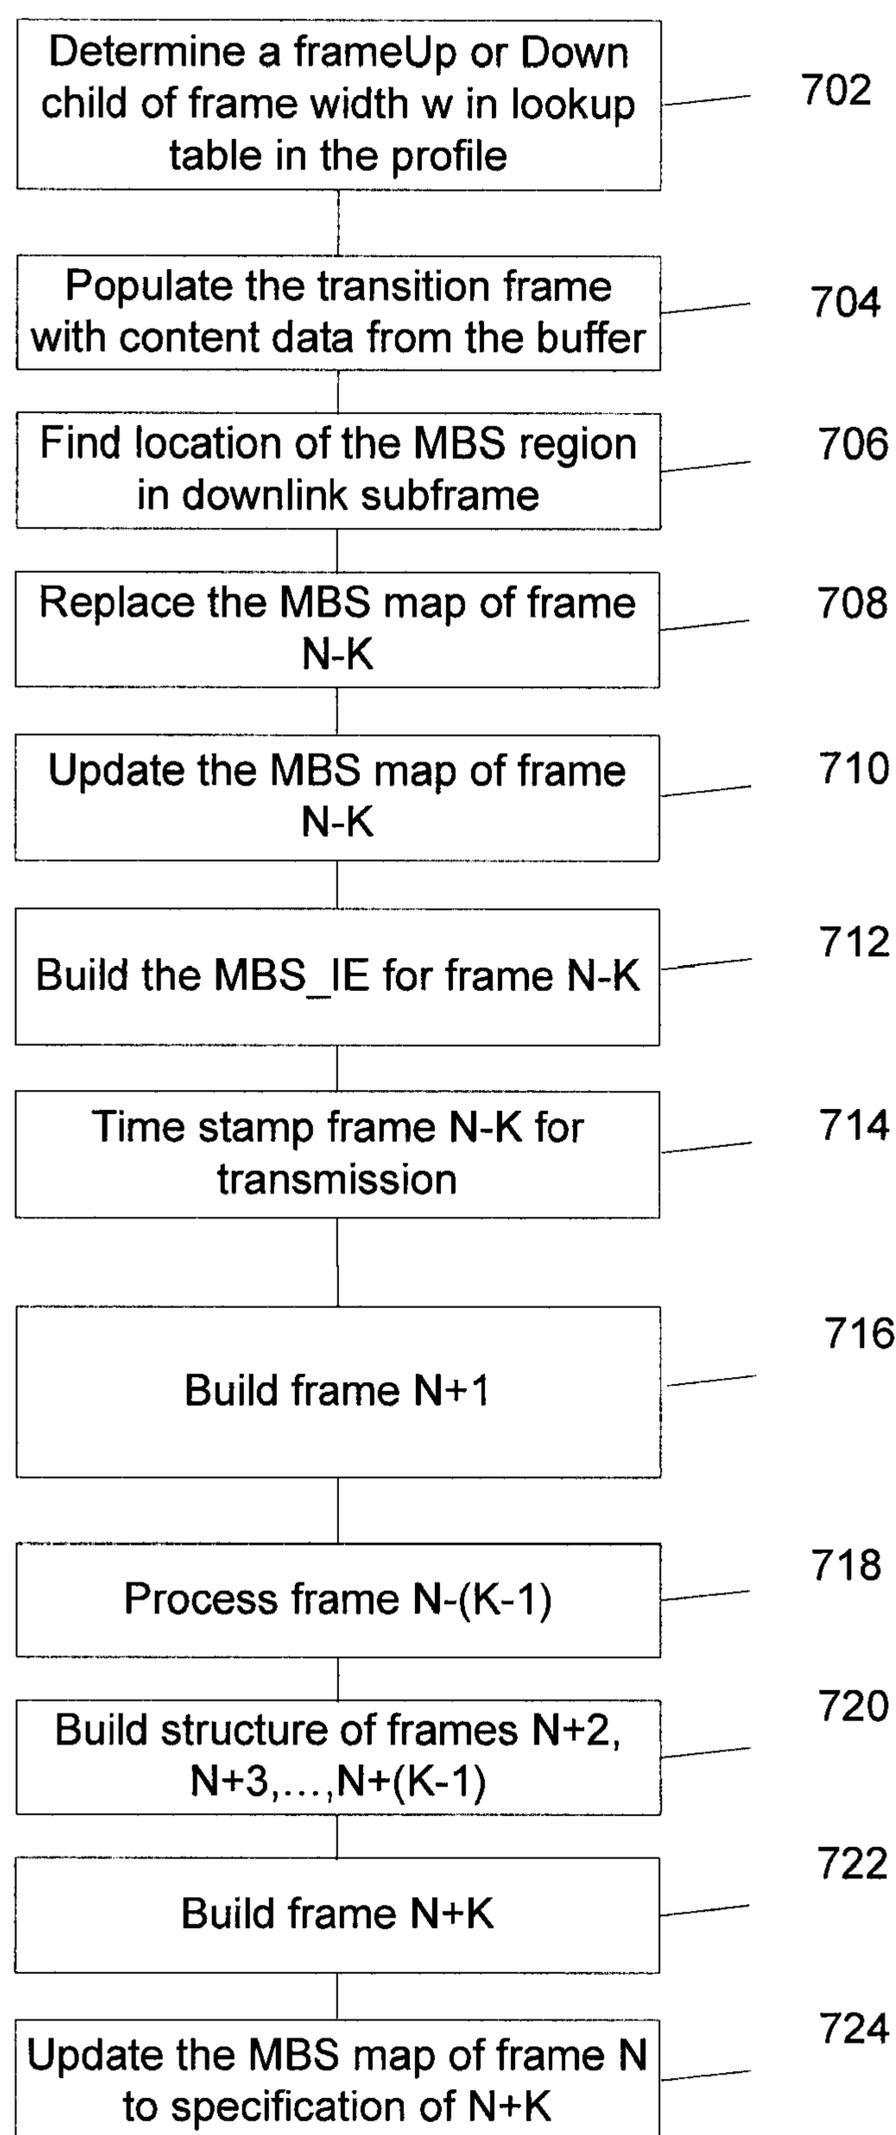 Determine a frameUp or Down
child of frame width w in lookup
table in the profile
702
Populate the transition frame
with content data from the buffer
704
Find location of the MBS region
in downlink subframe
706
Replace the MBS map of frame
N-K
708
Update the MBS map of frame
N-K
710
Build the MBS_IE for frame N-K
712
Time stamp frame N-K for
transmission
714
Build frame N+1
716
Process frame N-(K-1)
718
Build structure of frames N+2,
N+3,...,N+(K-1)
720
Build frame N+K
722
Update the MBS map of frame N
to specification of N+K
724